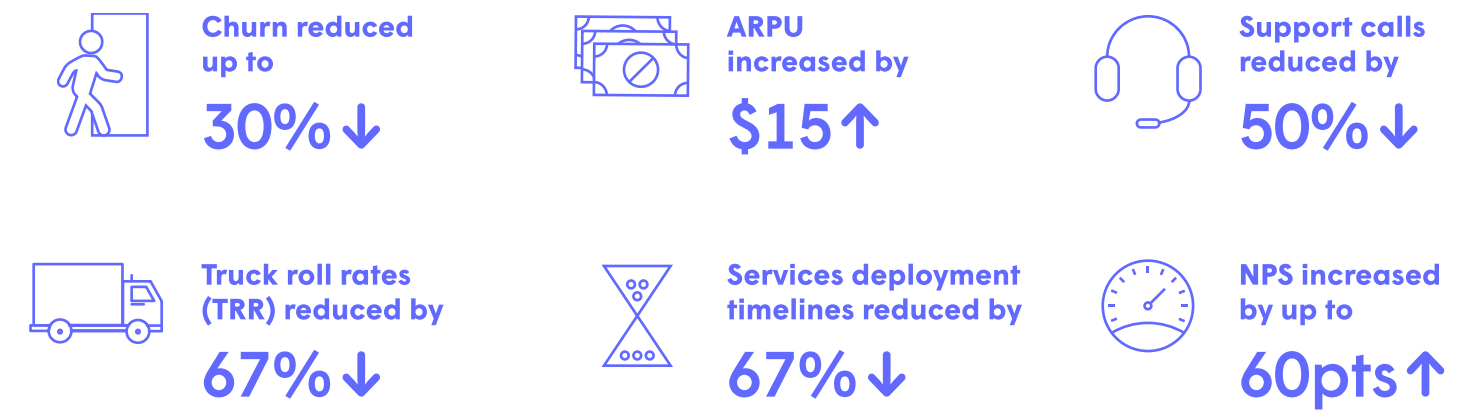 Churn reduced
up to
30%↓
ARPU
increased by
$15↑
Support calls
reduced by
50%↓
Truck roll rates
(TRR) reduced by
67%↓
Services deployment
timelines reduced by
67%↓
NPS increased
by up to
60pts↑